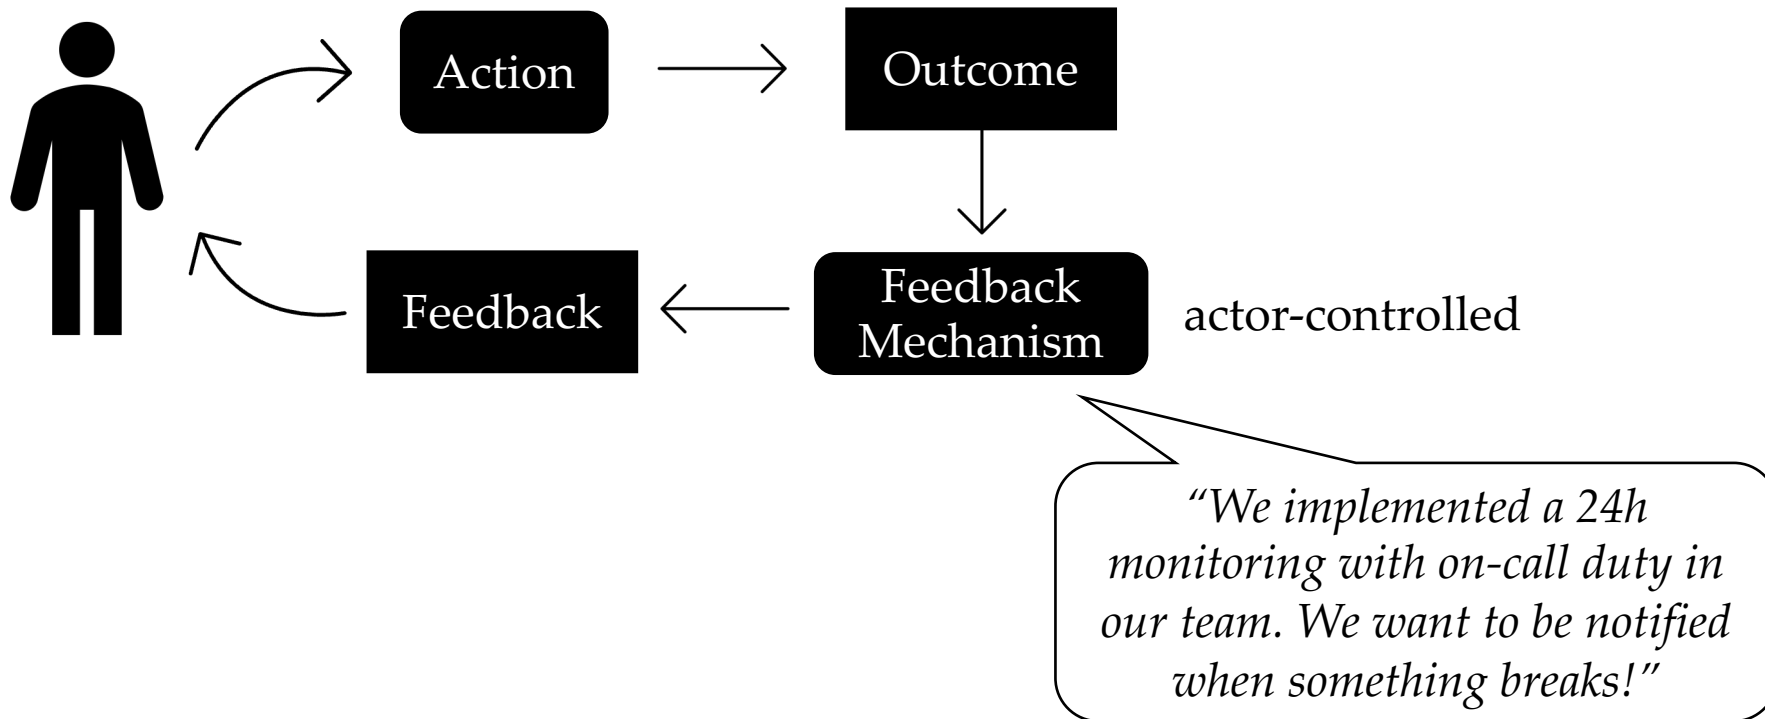 Action
Outcome
Feedback
Feedback
Mechanism
actor-controlled
“We implemented a 24h
monitoring with on-call duty in
our team. We want to be notified
when something breaks!”